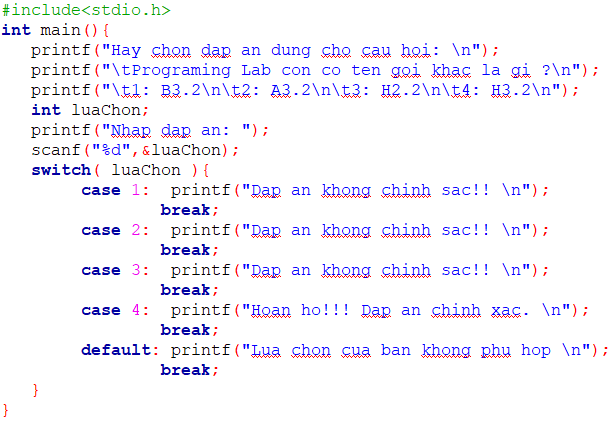 #include<stdio.h>
int main(){
   printf("Hay chon dap an dung cho cau hoi: \n");
   printf("\tPrograming Lab con co ten goi khac la gi ?\n");
   printf("\t1: B3.2\n\t2: A3.2\n\t3: H2.2\n\t4: H3.2\n");
   int luaChon;
   printf("Nhap dap an: ");
   scanf("%d",&luaChon);
   switch( luaChon ){
        case 1:  printf("Dap an khong chinh sac!! \n");
                break;
        case 2:  printf("Dap an khong chinh sac!! \n");
                break;
        case 3:  printf("Dap an khong chinh sac!! \n");
                break;
        case 4:  printf("Hoan ho!!! Dap an chinh xac. \n");
                break;
        default: printf("Lua chon cua ban khong phu hop \n");
                break;
   }
}